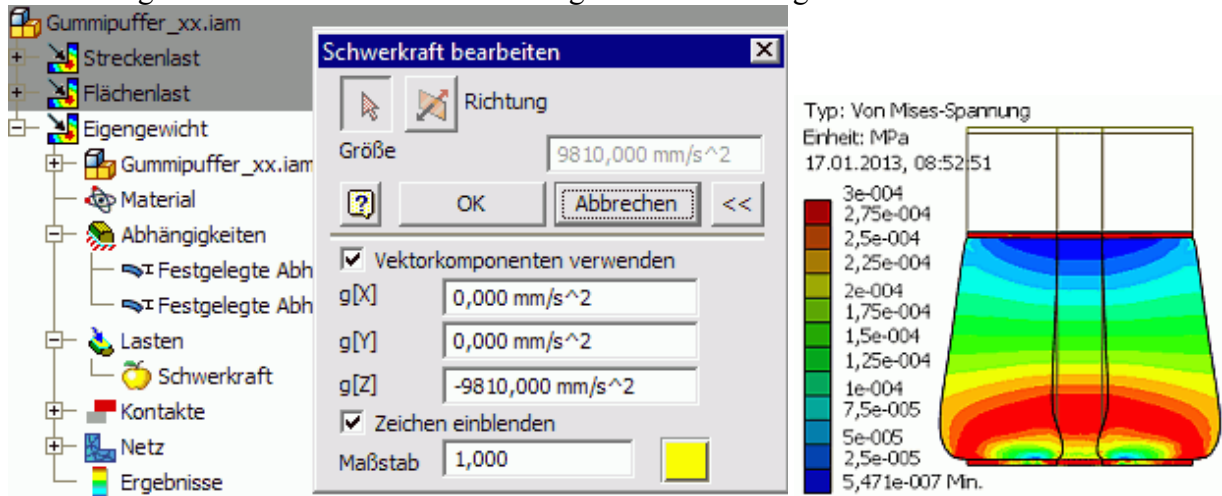 Gummipuffer_xx.iam
Streckenlast
Flächenlast
Eigengewicht
Gummipuffer_xx.iam
Material
Abhängigkeiten
Festgelegte Abh
Festgelegte Abh
Lasten
Schwerkraft
Kontakte
Netz
Ergebnisse
Schwerkraft bearbeiten
Richtung
Größe
9810,000 mm/s^2
OK
Abbrechen
<<
Vektorkomponenten verwenden
g[X] 0,000 mm/s^2
g[Y] 0,000 mm/s^2
g[Z] -9810,000 mm/s^2
Zeichen einblenden
Maßstab 1,000
Typ: Von Mises-Spannung
Einheit: MPa
17.01.2013, 08:52:51
3e-004
2,75e-004
2,5e-004
2,25e-004
2e-004
1,75e-004
1,5e-004
1,25e-004
1e-004
7,5e-005
5e-005
2,5e-005
5,471e-007 Min.